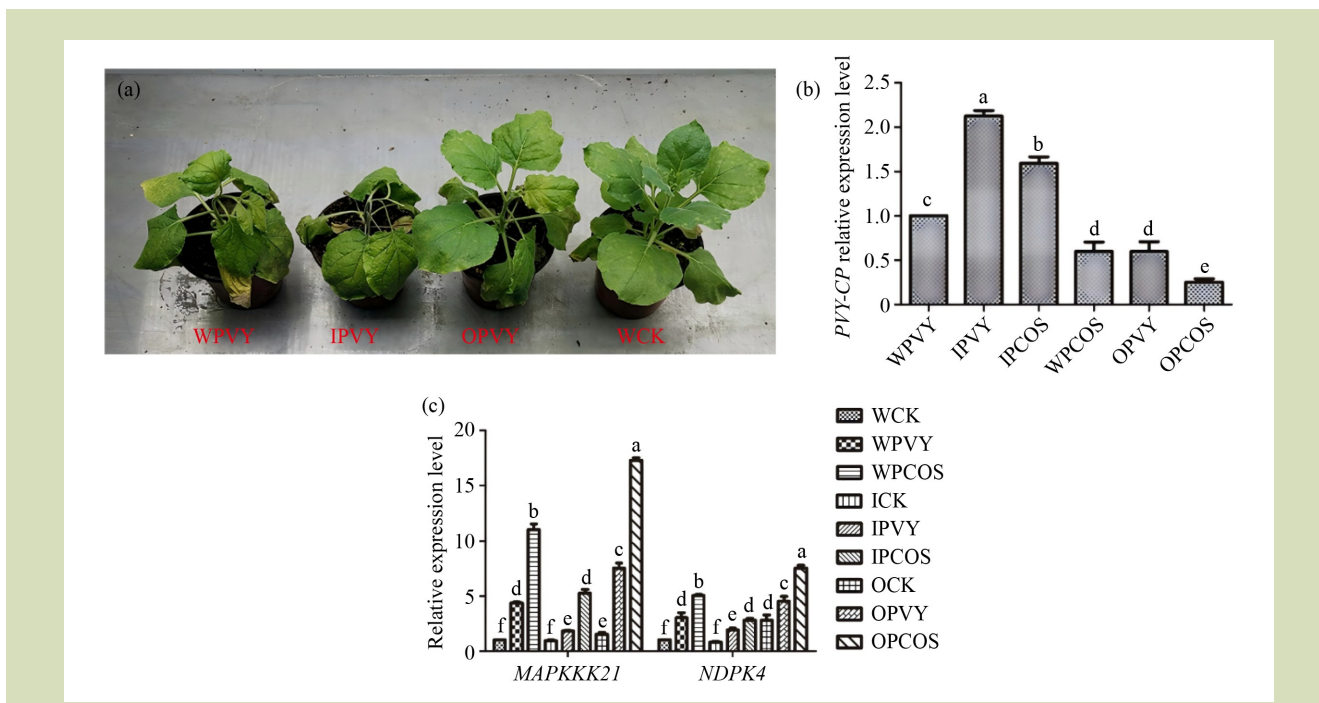 (a)
WPVY IPVY OPVY WCK
(b)
PVY-CP relative expression level
2.5
2.0
1.5
1.0
0.5
0
c a b d d e
WPVY IPVY IPCOS WPCOS OPVY OPCOS
(c)
Relative expression level
20
15
10
5
0
f d b f e d e c a
f d b f e d d c a
MAPKKK21 NDPK4
WCK
WPVY
WPCOS
ICK
IPVY
IPCOS
OCK
OPVY
OPCOS